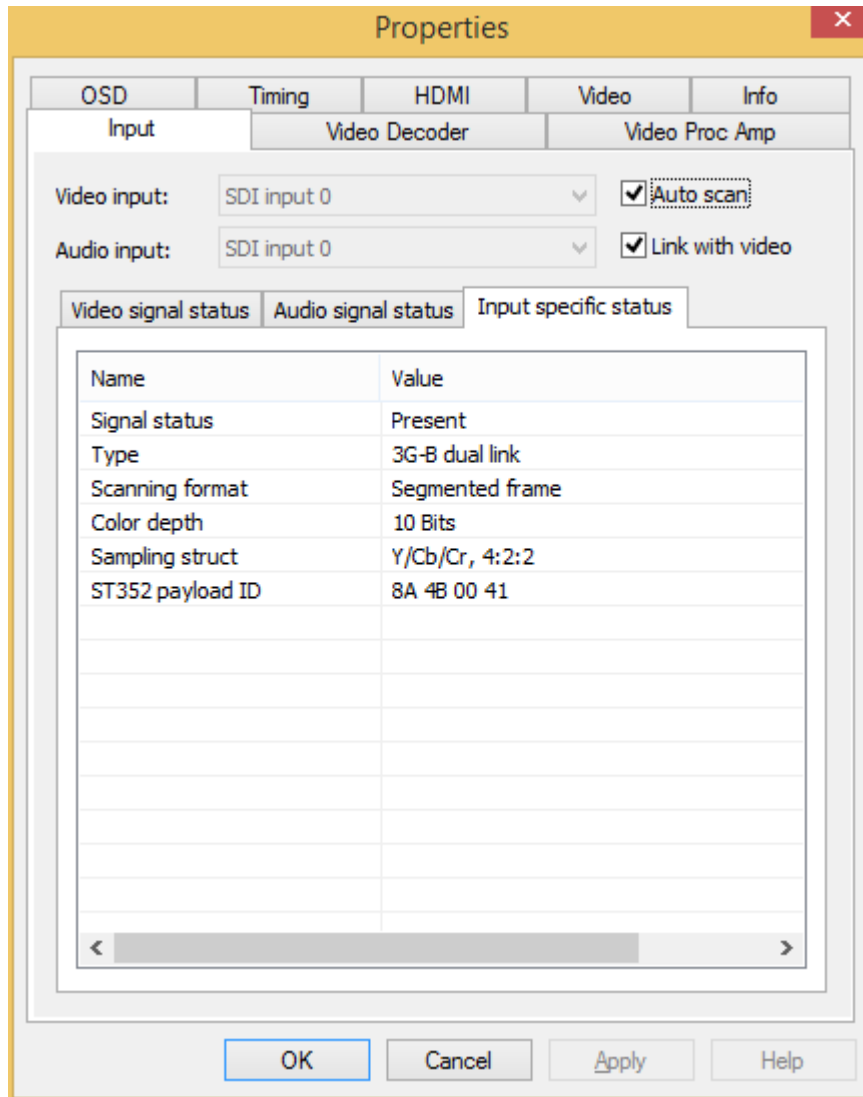 Properties
OSD Timing HDMI Video Info
Input Video Decoder Video Proc Amp
Video input: SDI input 0 Auto scan
Audio input: SDI input 0 Link with video
Video signal status Audio signal status Input specific status
Name Value
Signal status Present
Type 3G-B dual link
Scanning format Segmented frame
Color depth 10 Bits
Sampling struct Y/Cb/Cr, 4:2:2
ST352 payload ID 8A 4B 00 41
OK Cancel Apply Help